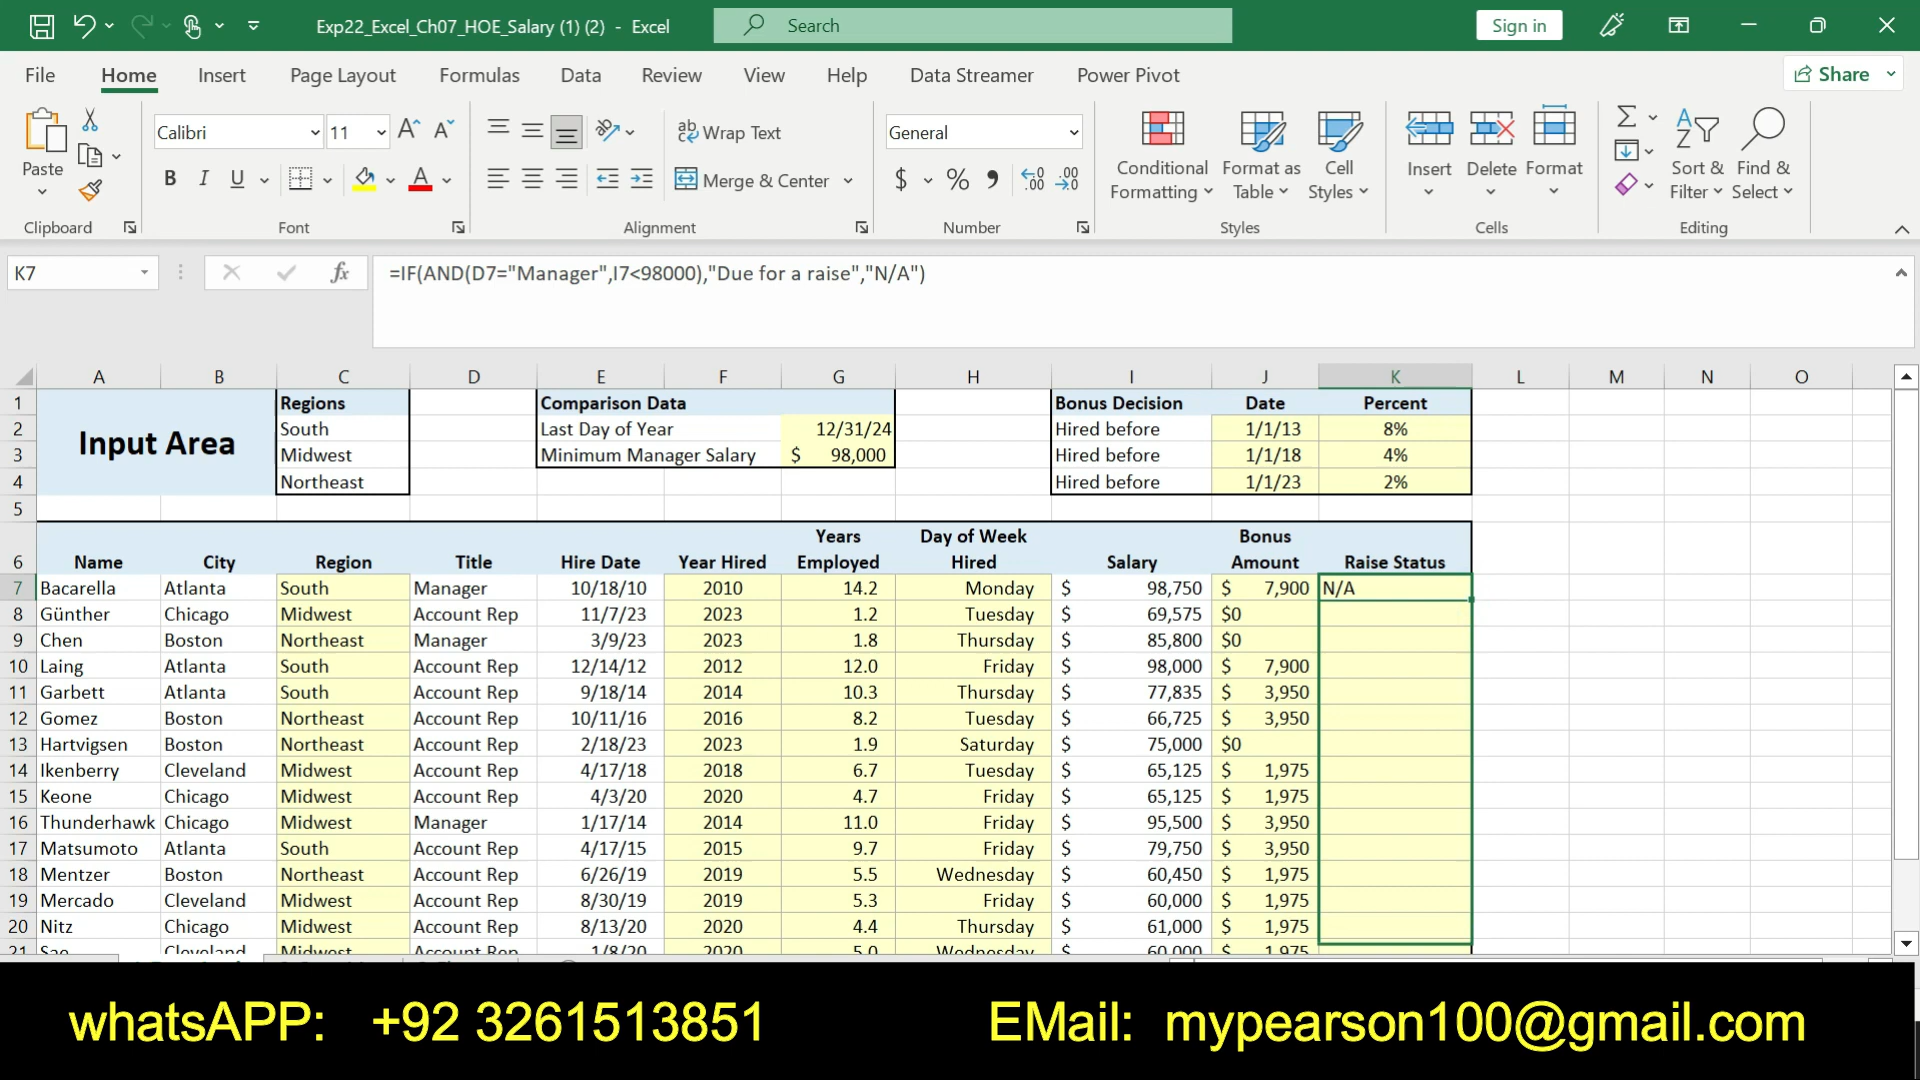 Exp22_Excel_Ch07_HOE_Salary (1) (2) - Excel
Search
Sign in
File Home Insert Page Layout Formulas Data Review View Help Data Streamer Power Pivot Share
Calibri 11 Wrap Text General
Paste Merge & Center $ % Conditional Formatting Format as Table Cell Styles Insert Delete Format Sort & Filter Find & Select
Clipboard Font Alignment Number Styles Cells Editing
K7 fx =IF(AND(D7="Manager",I7<98000),"Due for a raise","N/A")
A B C D E F G H I J K L M N O
1 Input Area Regions Comparison Data Bonus Decision Date Percent
2 South Last Day of Year 12/31/24 Hired before 1/1/13 8%
3 Midwest Minimum Manager Salary $ 98,000 Hired before 1/1/18 4%
4 Northeast Hired before 1/1/23 2%
5
6 Name City Region Title Hire Date Year Hired Years Employed Day of Week Hired Salary Bonus Amount Raise Status
7 Bacarella Atlanta South Manager 10/18/10 2010 14.2 Monday $ 98,750 $ 7,900 N/A
8 Günther Chicago Midwest Account Rep 11/7/23 2023 1.2 Tuesday $ 69,575 $0
9 Chen Boston Northeast Manager 3/9/23 2023 1.8 Thursday $ 85,800 $0
10 Laing Atlanta South Account Rep 12/14/12 2012 12.0 Friday $ 98,000 $ 7,900
11 Garbett Atlanta South Account Rep 9/18/14 2014 10.3 Thursday $ 77,835 $ 3,950
12 Gomez Boston Northeast Account Rep 10/11/16 2016 8.2 Tuesday $ 66,725 $ 3,950
13 Hartvigsen Boston Northeast Account Rep 2/18/23 2023 1.9 Saturday $ 75,000 $0
14 Ikenberry Cleveland Midwest Account Rep 4/17/18 2018 6.7 Tuesday $ 65,125 $ 1,975
15 Keone Chicago Midwest Account Rep 4/3/20 2020 4.7 Friday $ 65,125 $ 1,975
16 Thunderhawk Chicago Midwest Manager 1/17/14 2014 11.0 Friday $ 95,500 $ 3,950
17 Matsumoto Atlanta South Account Rep 4/17/15 2015 9.7 Friday $ 79,750 $ 3,950
18 Mentzer Boston Northeast Account Rep 6/26/19 2019 5.5 Wednesday $ 60,450 $ 1,975
19 Mercado Cleveland Midwest Account Rep 8/30/19 2019 5.3 Friday $ 60,000 $ 1,975
20 Nitz Chicago Midwest Account Rep 8/13/20 2020 4.4 Thursday $ 61,000 $ 1,975
21 Cleveland Midwest Account Rep 1/8/20 2020 5.0 Wednesday $ 60,000 $ 1,975
whatsAPP: +92 3261513851 EMail: mypearson100@gmail.com